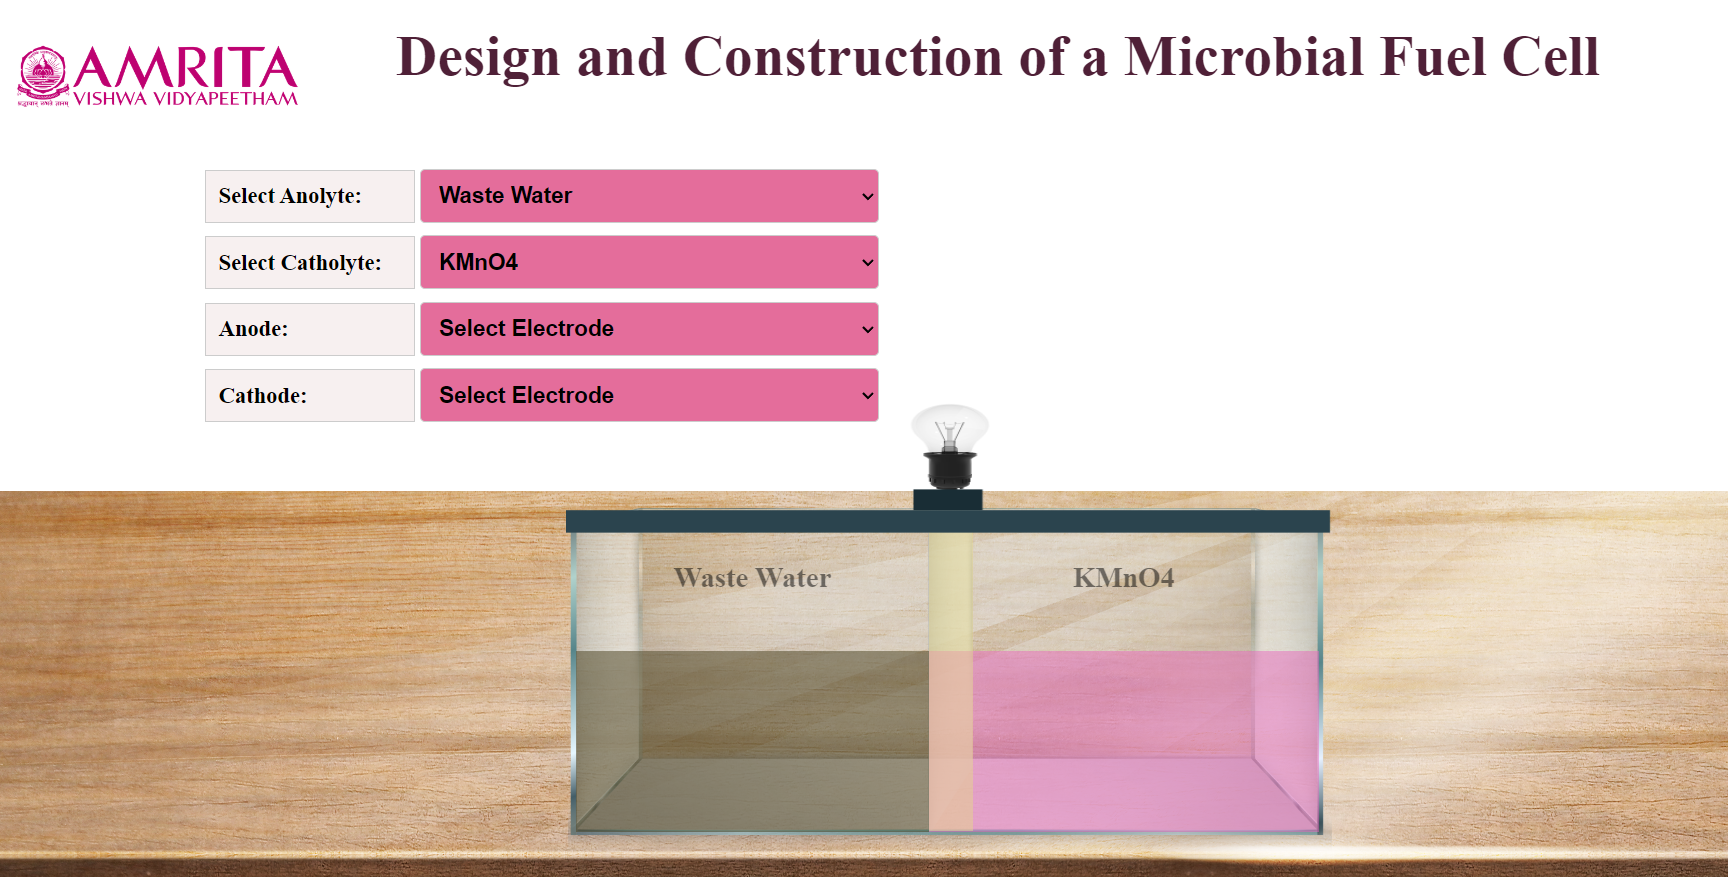 AMRITA
VISHWA VIDYAPEETHAM
Design and Construction of a Microbial Fuel Cell
Select Anolyte: Waste Water
Select Catholyte: KMnO4
Anode: Select Electrode
Cathode: Select Electrode
Waste Water KMnO4